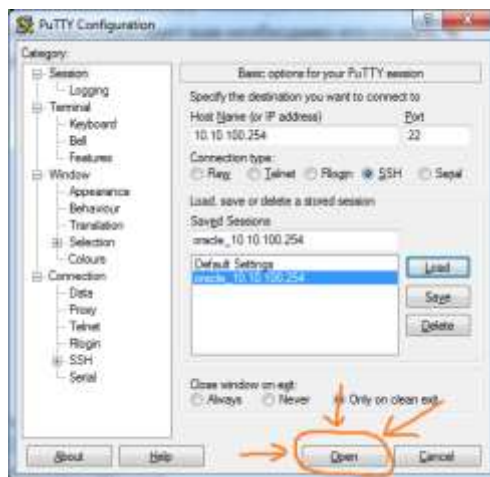 PuTTY Configuration
Category:
Session
Logging
Terminal
Keyboard
Bell
Features
Window
Appearance
Behaviour
Translation
Selection
Colours
Connection
Data
Proxy
Telnet
Rlogin
SSH
Serial
Basic options for your PuTTY session
Specify the destination you want to connect to
Host Name (or IP address) Port
10.10.100.254 22
Connection type:
Raw Telnet Rlogin SSH Serial
Load, save or delete a stored session
Saved Sessions
oracle_10.10.100.254
Default Settings
oracle_10.10.100.254
Load
Save
Delete
Close window on exit:
Always Never Only on clean exit
About Help Open Cancel